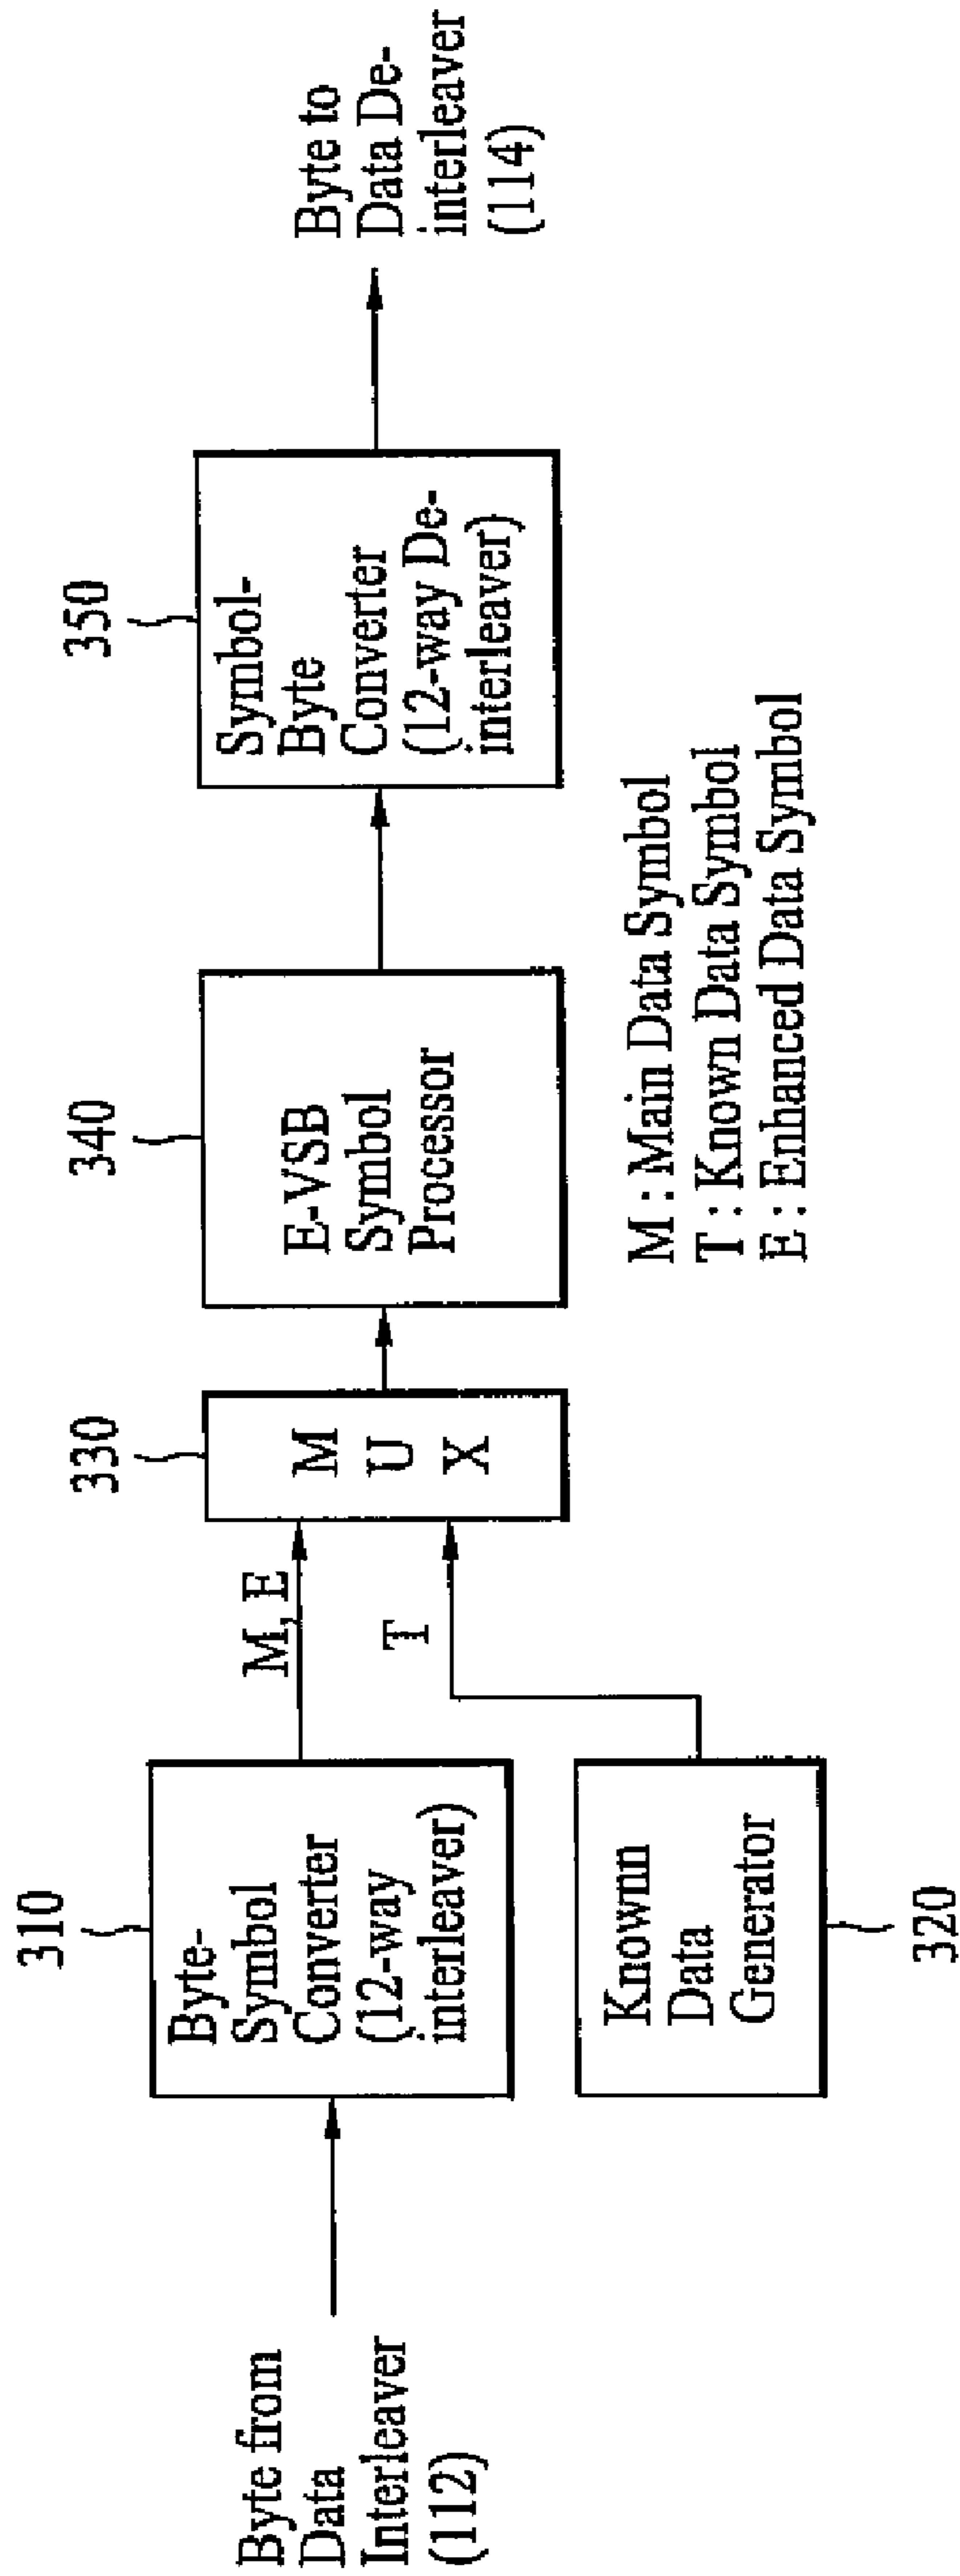 Byte from
Data
Interleaver
(112)
310
Byte-
Symbol
Converter
(12-way
interleaver)
M, E
Knownn
Data
Generator
320
T
330
M
U
X
340
E-VSB
Symbol
Processor
350
Symbol-
Byte
Converter
(12-way De-
interleaver)
Byte to
Data De-
interleaver
(114)
M : Main Data Symbol
T : Known Data Symbol
E : Enhanced Data Symbol